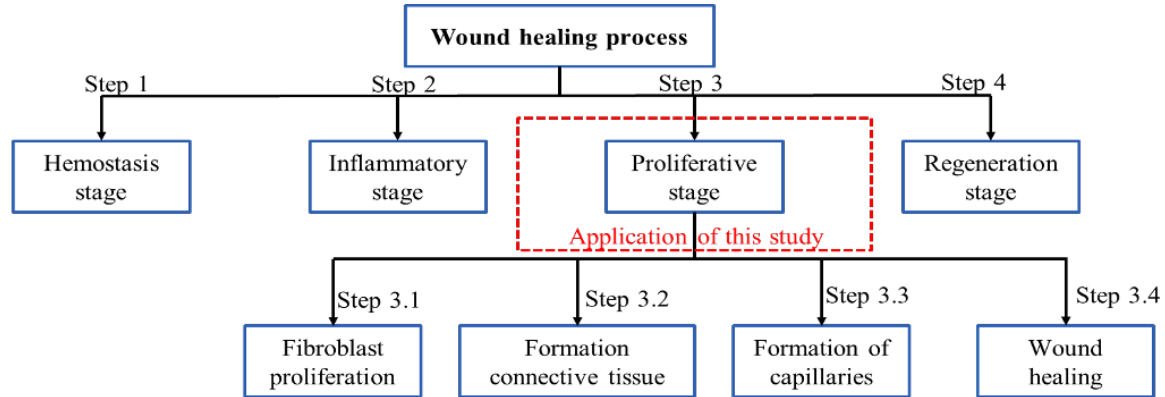 Wound healing process
Step 1
Step 2
Step 3
Step 4
Hemostasis
stage
Inflammatory
stage
Proliferative
stage
Regeneration
stage
Application of this study
Step 3.1
Step 3.2
Step 3.3
Step 3.4
Fibroblast
proliferation
Formation
connective tissue
Formation of
capillaries
Wound
healing